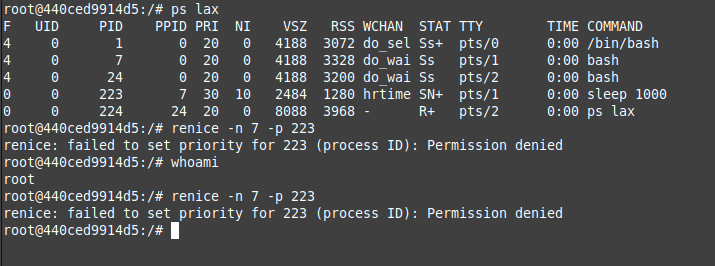 root@440ced9914d5:/# ps lax
F   UID     PID    PPID PRI  NI    VSZ   RSS WCHAN  STAT TTY        TIME COMMAND
4     0       1       0  20   0   4188  3072 do_sel Ss+  pts/0      0:00 /bin/bash
4     0       7       0  20   0   4188  3328 do_wai Ss   pts/1      0:00 bash
4     0      24       0  20   0   4188  3200 do_wai Ss   pts/2      0:00 bash
0     0     223       7  30  10   2484  1280 hrtime SN+  pts/1      0:00 sleep 1000
0     0     224      24  20   0   8088  3968 -      R+   pts/2      0:00 ps lax
root@440ced9914d5:/# renice -n 7 -p 223
renice: failed to set priority for 223 (process ID): Permission denied
root@440ced9914d5:/# whoami
root
root@440ced9914d5:/# renice -n 7 -p 223
renice: failed to set priority for 223 (process ID): Permission denied
root@440ced9914d5:/#